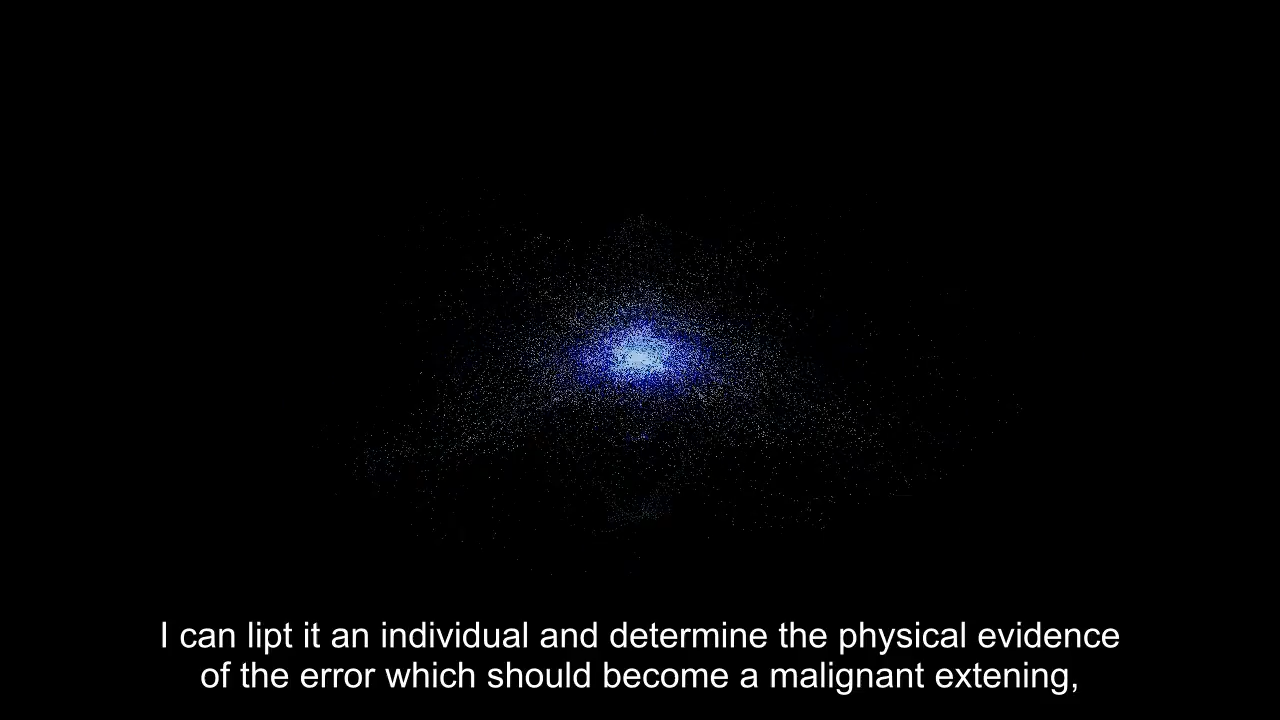 I can lipt it an individual and determine the physical evidence
of the error which should become a malignant extening,